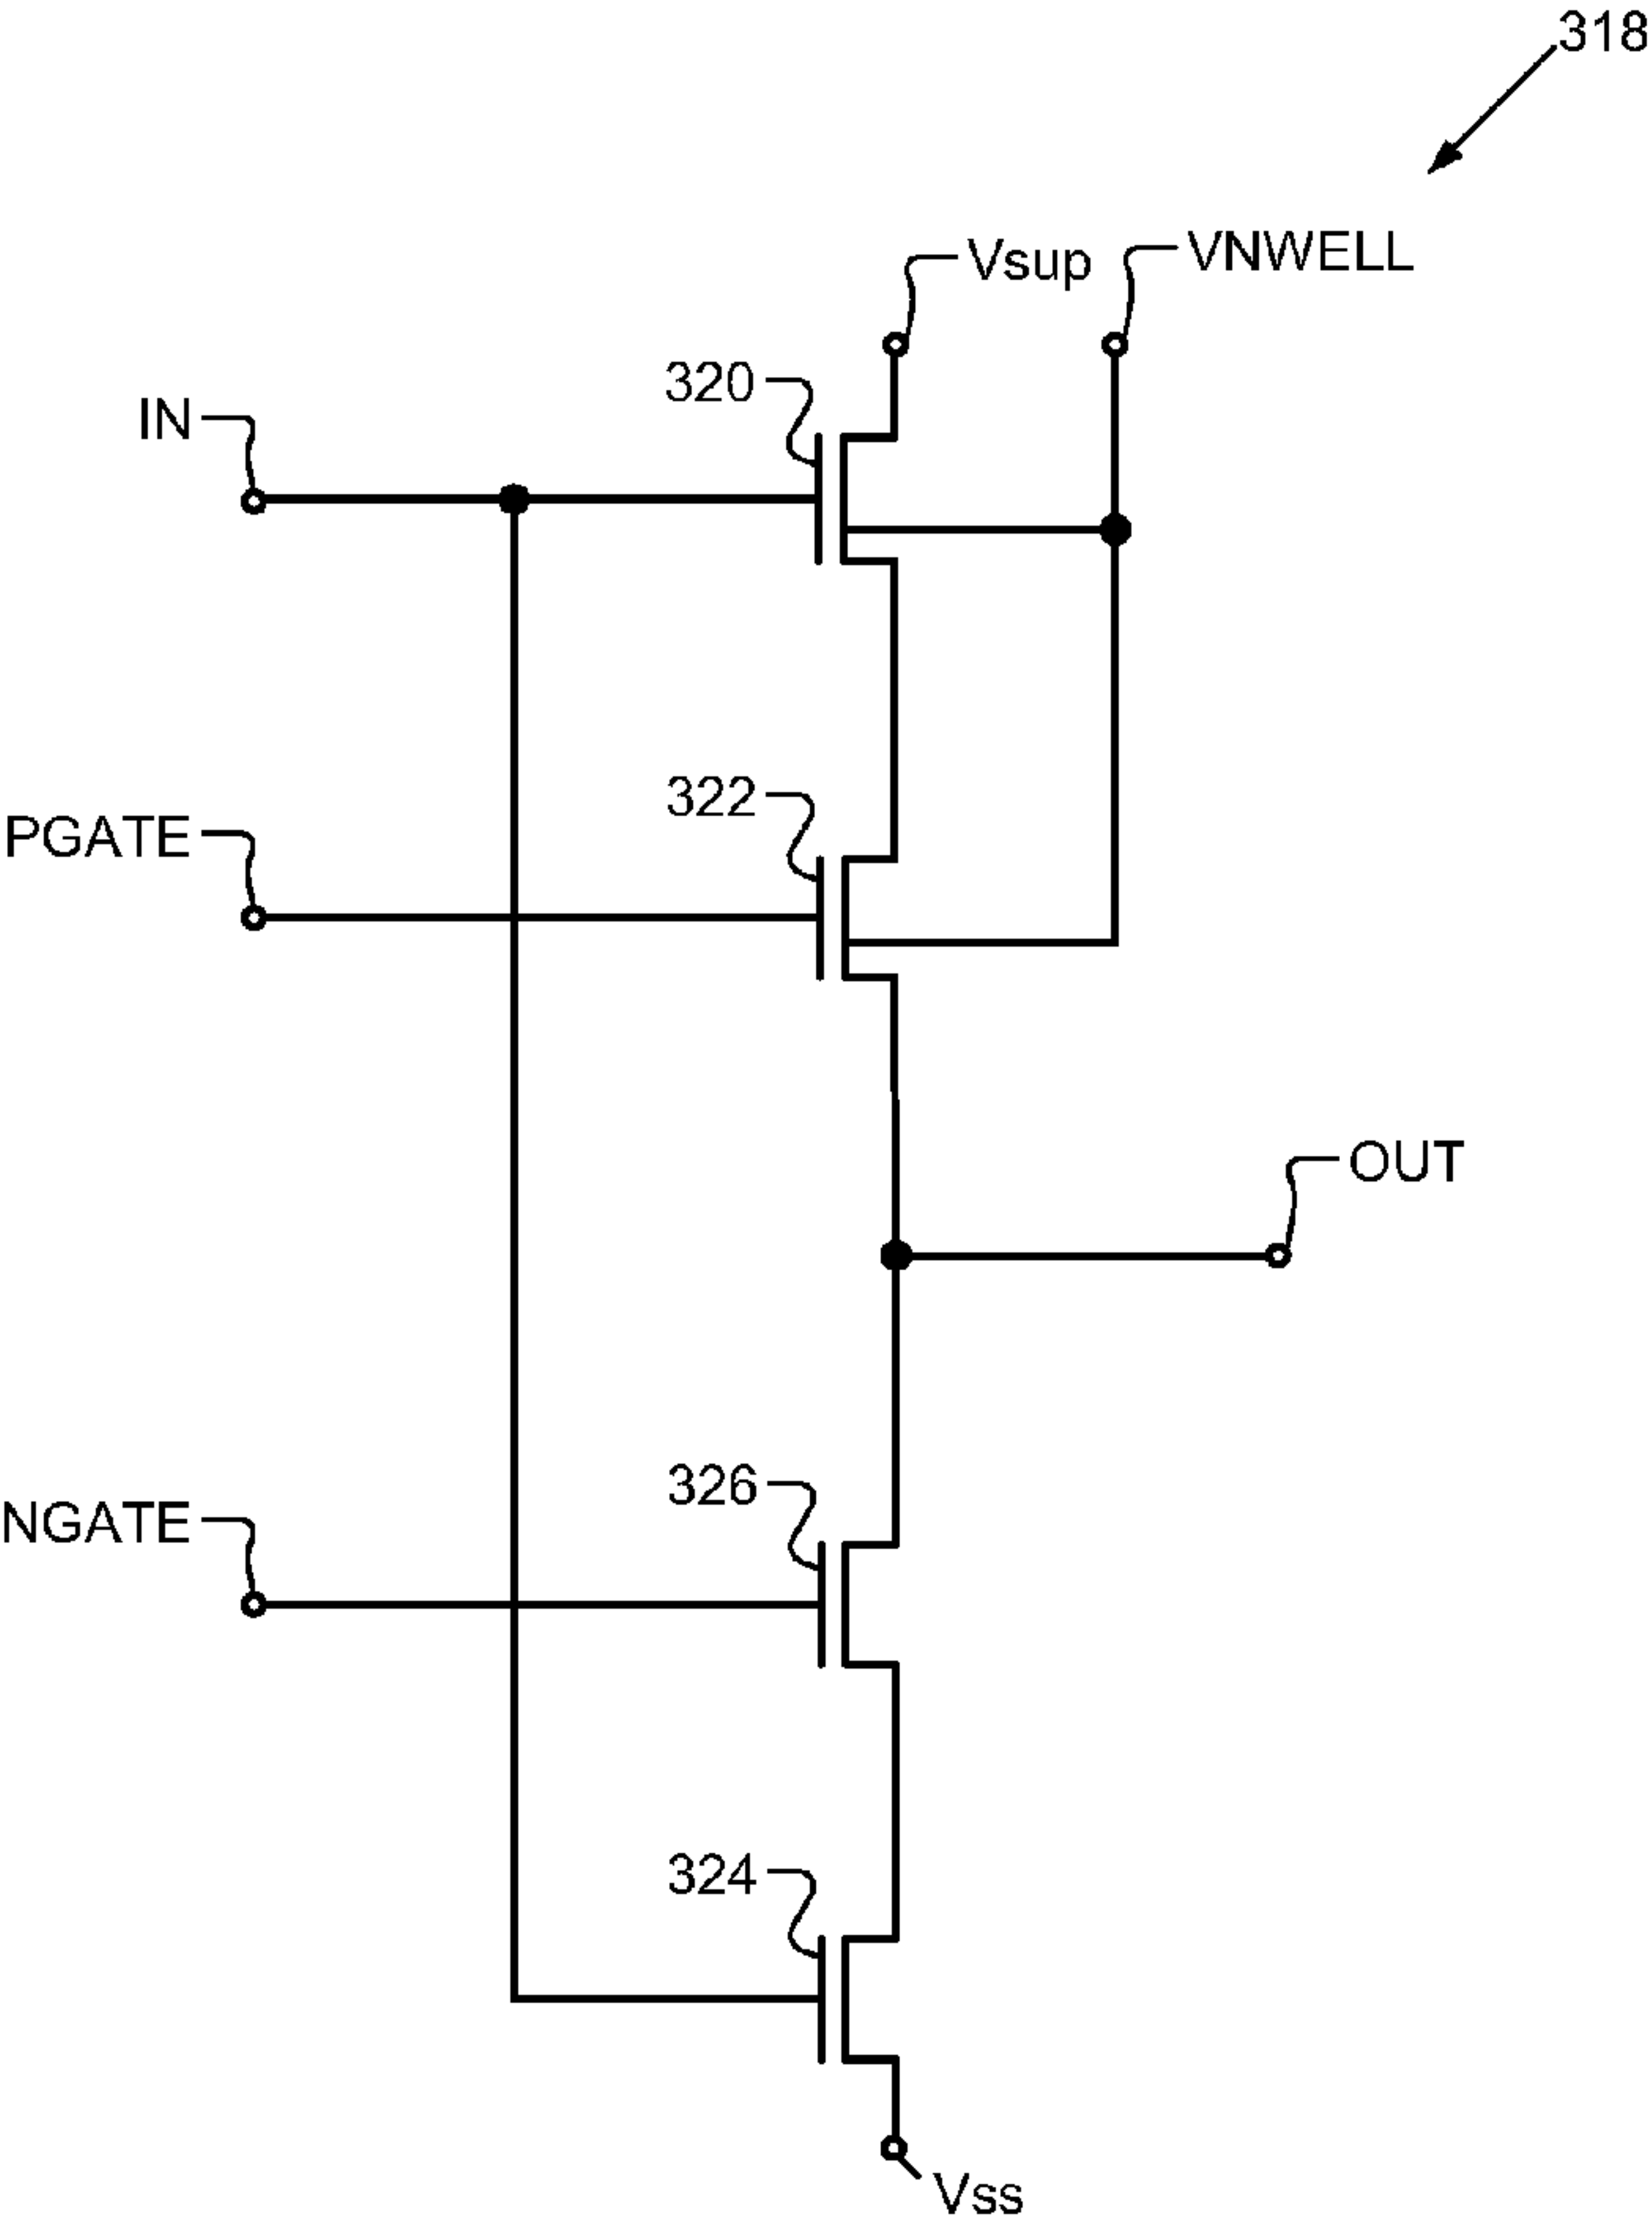 318
Vsup
VNWELL
320
IN
322
PGATE
OUT
326
NGATE
324
Vss